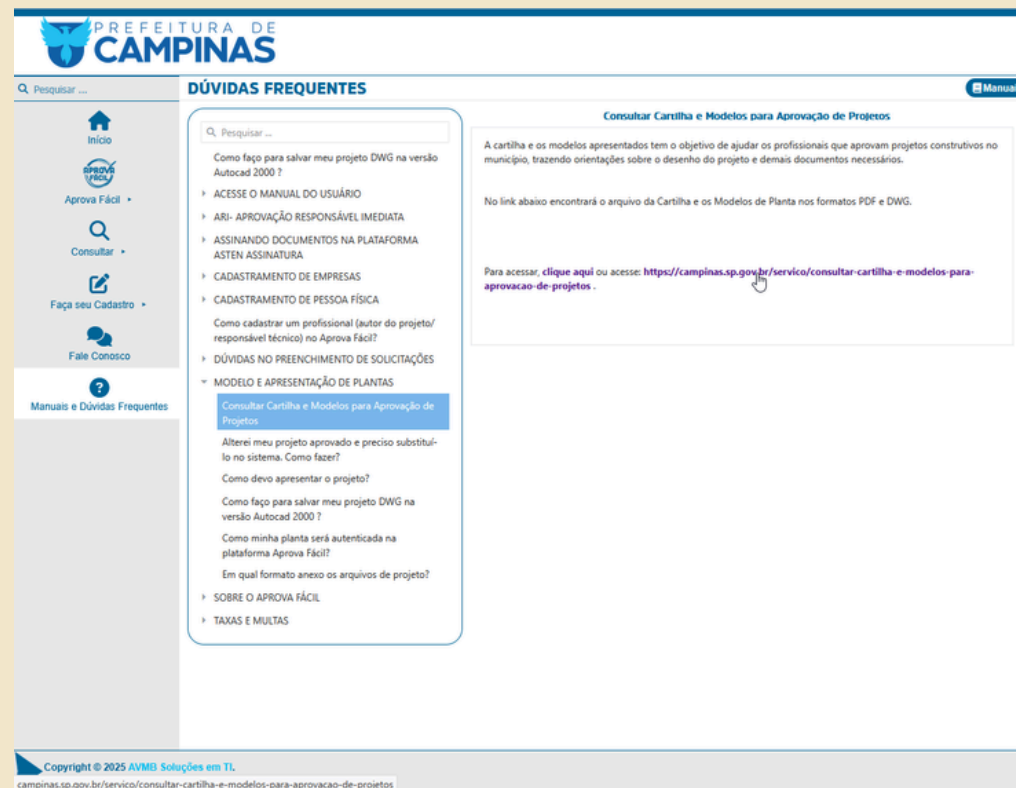 PREFEITURA DE
CAMPINAS
Pesquisar ...
DÚVIDAS FREQUENTES
Manuai
Início
APROVA
FÁCIL
Aprova Fácil
Consultar
Faça seu Cadastro
Fale Conosco
?
Manuais e Dúvidas Frequentes
Pesquisar ...
Como faço para salvar meu projeto DWG na versão
Autocad 2000 ?
ACESSE O MANUAL DO USUÁRIO
ARI- APROVAÇÃO RESPONSÁVEL IMEDIATA
ASSINANDO DOCUMENTOS NA PLATAFORMA
ASTEN ASSINATURA
CADASTRAMENTO DE EMPRESAS
CADASTRAMENTO DE PESSOA FÍSICA
Como cadastrar um profissional (autor do projeto/
responsável técnico) no Aprova Fácil?
DÚVIDAS NO PREENCHIMENTO DE SOLICITAÇÕES
MODELO E APRESENTAÇÃO DE PLANTAS
Consultar Cartilha e Modelos para Aprovação de
Projetos
Alterei meu projeto aprovado e preciso substituí-
lo no sistema. Como fazer?
Como devo apresentar o projeto?
Como faço para salvar meu projeto DWG na
versão Autocad 2000 ?
Como minha planta será autenticada na
plataforma Aprova Fácil?
Em qual formato anexo os arquivos de projeto?
SOBRE O APROVA FÁCIL
TAXAS E MULTAS
Consultar Cartilha e Modelos para Aprovação de Projetos
A cartilha e os modelos apresentados tem o objetivo de ajudar os profissionais que aprovam projetos construtivos no
município, trazendo orientações sobre o desenho do projeto e demais documentos necessários.
No link abaixo encontrará o arquivo da Cartilha e os Modelos de Planta nos formatos PDF e DWG.
Para acessar, clique aqui ou acesse: https://campinas.sp.gov.br/servico/consultar-cartilha-e-modelos-para-
aprovacao-de-projetos .
Copyright © 2025 AVMB Soluções em TI.
campinas.sp.gov.br/servico/consultar-cartilha-e-modelos-para-aprovacao-de-projetos